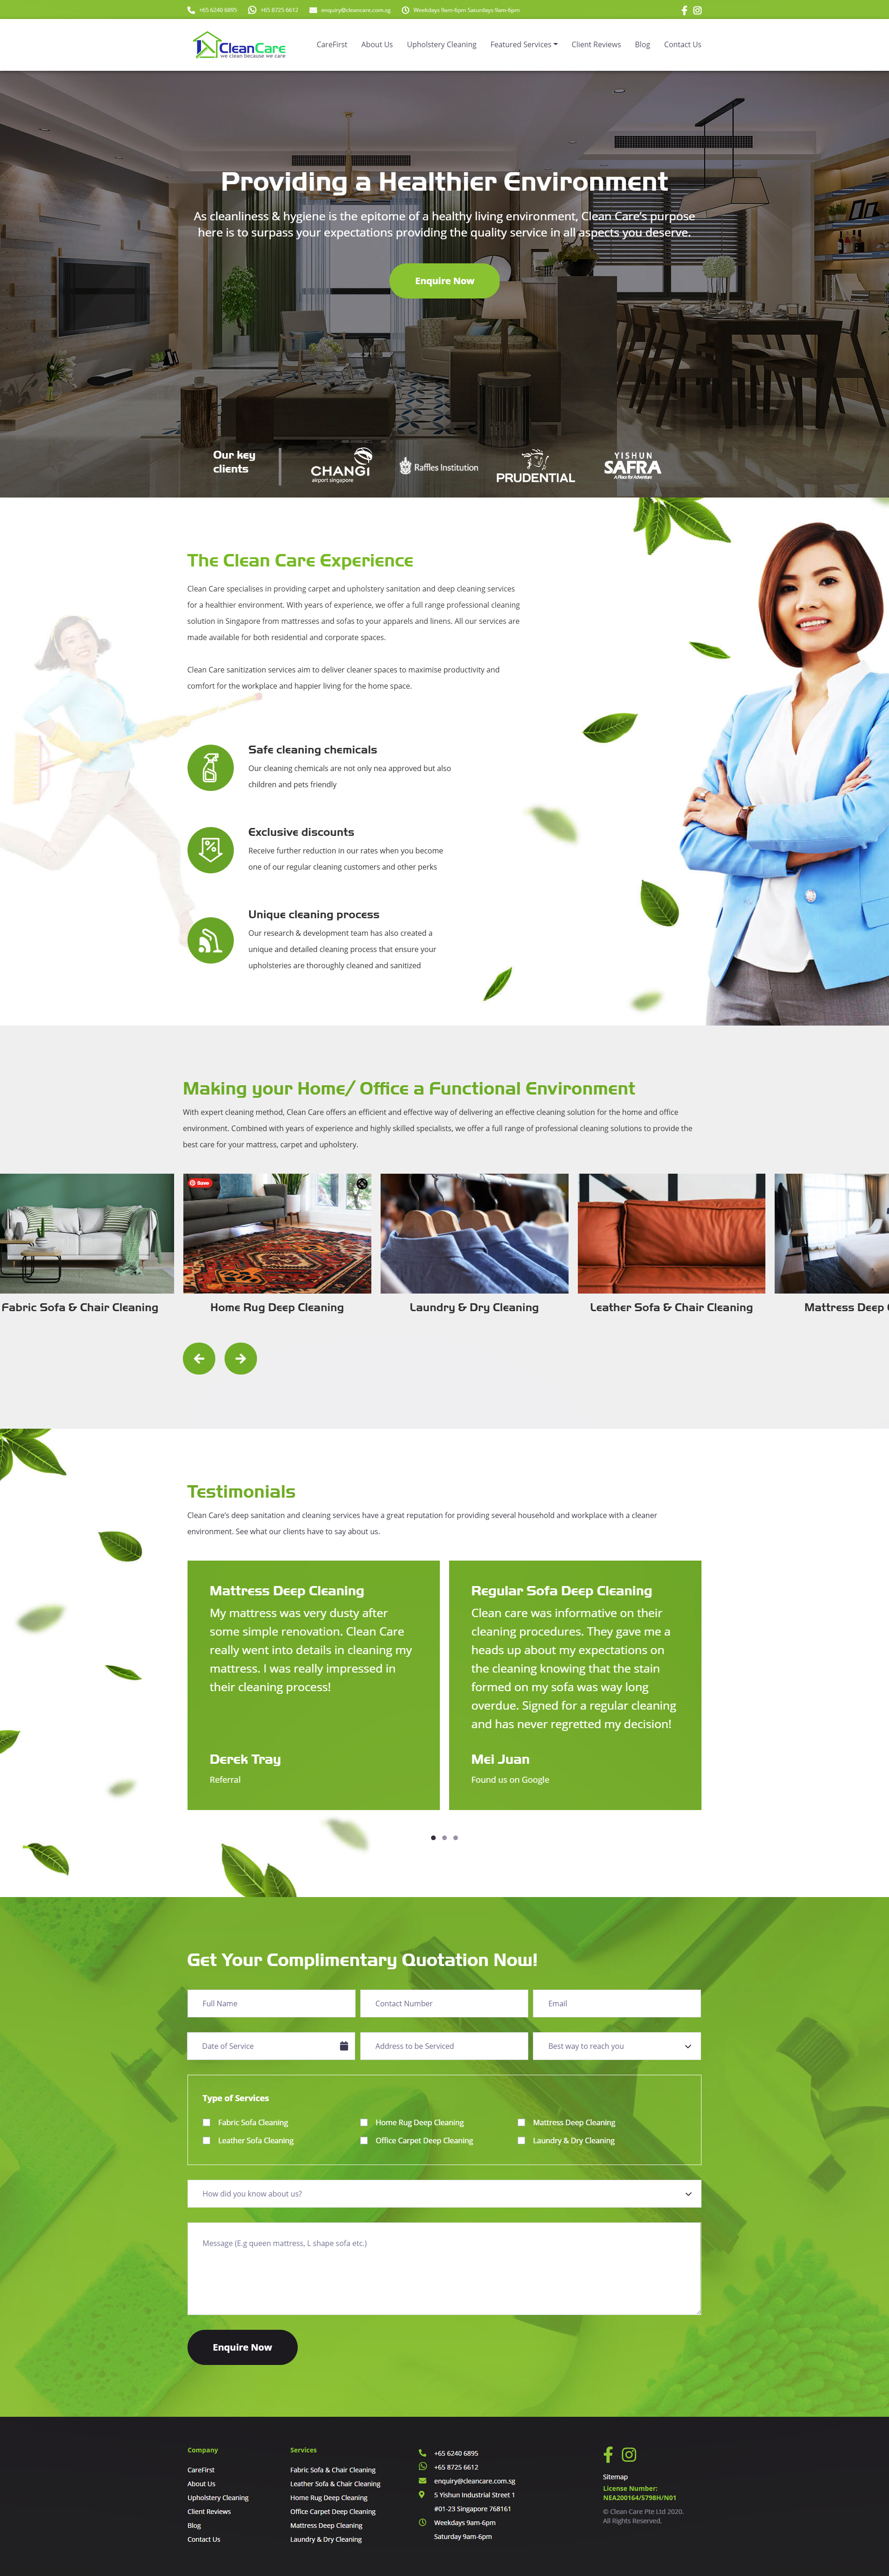 +65 6240 6895
+65 8725 6612
enquiry@cleancare.com.sg
Weekdays 9am-6pm Saturdays 9am-6pm
CleanCare
we clean because we care
CareFirst
About Us
Upholstery Cleaning
Featured Services
Client Reviews
Blog
Contact Us
Providing a Healthier Environment
As cleanliness & hygiene is the epitome of a healthy living environment, Clean Care's purpose
here is to surpass your expectations providing the quality service in all aspects you deserve.
Enquire Now
Our key
clients
CHANGI
airport singapore
Raffles Institution
PRUDENTIAL
YISHUN
SAFRA
A Place for Adventure
The Clean Care Experience
Clean Care specialises in providing carpet and upholstery sanitation and deep cleaning services
for a healthier environment. With years of experience, we offer a full range professional cleaning
solution in Singapore from mattresses and sofas to your apparels and linens. All our services are
made available for both residential and corporate spaces.
Clean Care sanitization services aim to deliver cleaner spaces to maximise productivity and
comfort for the workplace and happier living for the home space.
Safe cleaning chemicals
Our cleaning chemicals are not only nea approved but also
children and pets friendly
Exclusive discounts
Receive further reduction in our rates when you become
one of our regular cleaning customers and other perks
Unique cleaning process
Our research & development team has also created a
unique and detailed cleaning process that ensure your
upholsteries are thoroughly cleaned and sanitized
Making your Home/ Office a Functional Environment
With expert cleaning method, Clean Care offers an efficient and effective way of delivering an effective cleaning solution for the home and office
environment. Combined with years of experience and highly skilled specialists, we offer a full range of professional cleaning solutions to provide the
best care for your mattress, carpet and upholstery.
Save
Fabric Sofa & Chair Cleaning
Home Rug Deep Cleaning
Laundry & Dry Cleaning
Leather Sofa & Chair Cleaning
Mattress Deep
Testimonials
Clean Care's deep sanitation and cleaning services have a great reputation for providing several household and workplace with a cleaner
environment. See what our clients have to say about us.
Mattress Deep Cleaning
My mattress was very dusty after
some simple renovation. Clean Care
really went into details in cleaning my
mattress. I was really impressed in
their cleaning process!
Derek Tray
Referral
Regular Sofa Deep Cleaning
Clean care was informative on their
cleaning procedures. They gave me a
heads up about my expectations on
the cleaning knowing that the stain
formed on my sofa was way long
overdue. Signed for a regular cleaning
and has never regretted my decision!
Mei Juan
Found us on Google
Get Your Complimentary Quotation Now!
Full Name
Contact Number
Email
Date of Service
Address to be Serviced
Best way to reach you
Type of Services
Fabric Sofa Cleaning
Home Rug Deep Cleaning
Mattress Deep Cleaning
Leather Sofa Cleaning
Office Carpet Deep Cleaning
Laundry & Dry Cleaning
How did you know about us?
Message (E.g queen mattress, L shape sofa etc.)
Enquire Now
Company
CareFirst
About Us
Upholstery Cleaning
Client Reviews
Blog
Contact Us
Services
Fabric Sofa & Chair Cleaning
Leather Sofa & Chair Cleaning
Home Rug Deep Cleaning
Office Carpet Deep Cleaning
Mattress Deep Cleaning
Laundry & Dry Cleaning
+65 6240 6895
+65 8725 6612
enquiry@cleancare.com.sg
5 Yishun Industrial Street 1
#01-23 Singapore 768161
Weekdays 9am-6pm
Saturday 9am-6pm
Sitemap
License Number:
NEA200164/5798H/N01
© Clean Care Pte Ltd 2020.
All Rights Reserved.